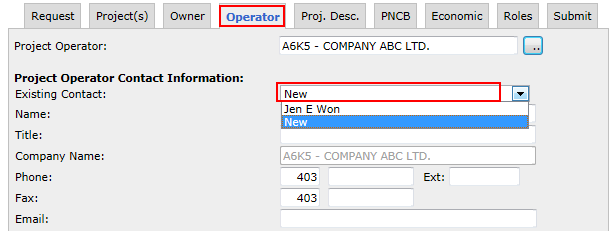 Request Project(s) Owner Operator Proj. Desc. PNCB Economic Roles Submit
Project Operator: A6K5 - COMPANY ABC LTD. ..
Project Operator Contact Information:
Existing Contact: New
Name: Jen E Won
New
Title:
Company Name: A6K5 - COMPANY ABC LTD.
Phone: 403 Ext:
Fax: 403
Email: